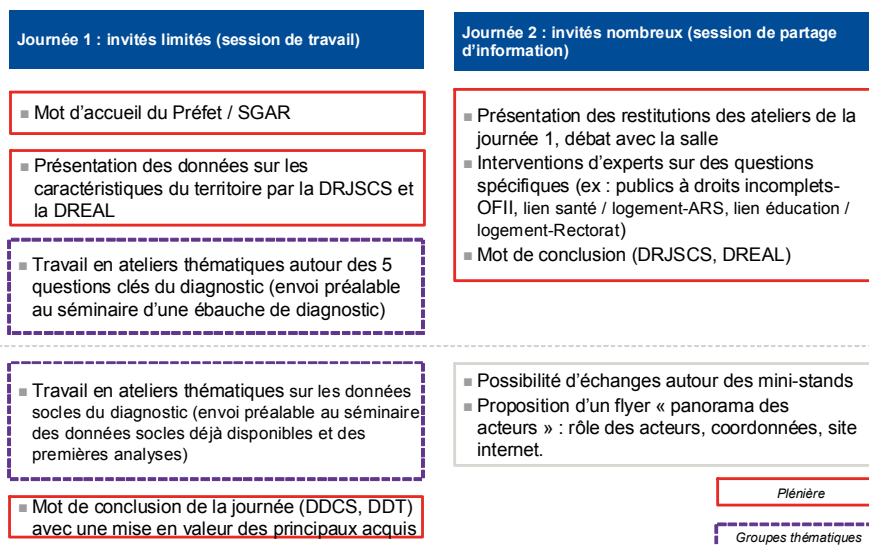 Journée 1 : invités limités (session de travail)
■ Mot d'accueil du Préfet / SGAR
■ Présentation des données sur les
caractéristiques du territoire par la DRJSCS et
la DREAL
■ Travail en ateliers thématiques autour des 5
questions clés du diagnostic (envoi préalable
au séminaire d'une ébauche de diagnostic)
■ Travail en ateliers thématiques sur les données
socles du diagnostic (envoi préalable au séminaire
des données socles déjà disponibles et des
premières analyses)
■ Mot de conclusion de la journée (DDCS, DDT)
avec une mise en valeur des principaux acquis
Journée 2 : invités nombreux (session de partage
d'information)
■ Présentation des restitutions des ateliers de la
journée 1, débat avec la salle
■ Interventions d'experts sur des questions
spécifiques (ex : publics à droits incomplets-
OFII, lien santé / logement-ARS, lien éducation /
logement-Rectorat)
■ Mot de conclusion (DRJSCS, DREAL)
■ Possibilité d'échanges autour des mini-stands
■ Proposition d'un flyer « panorama des
acteurs » : rôle des acteurs, coordonnées, site
internet.
Plénière
Groupes thématiques